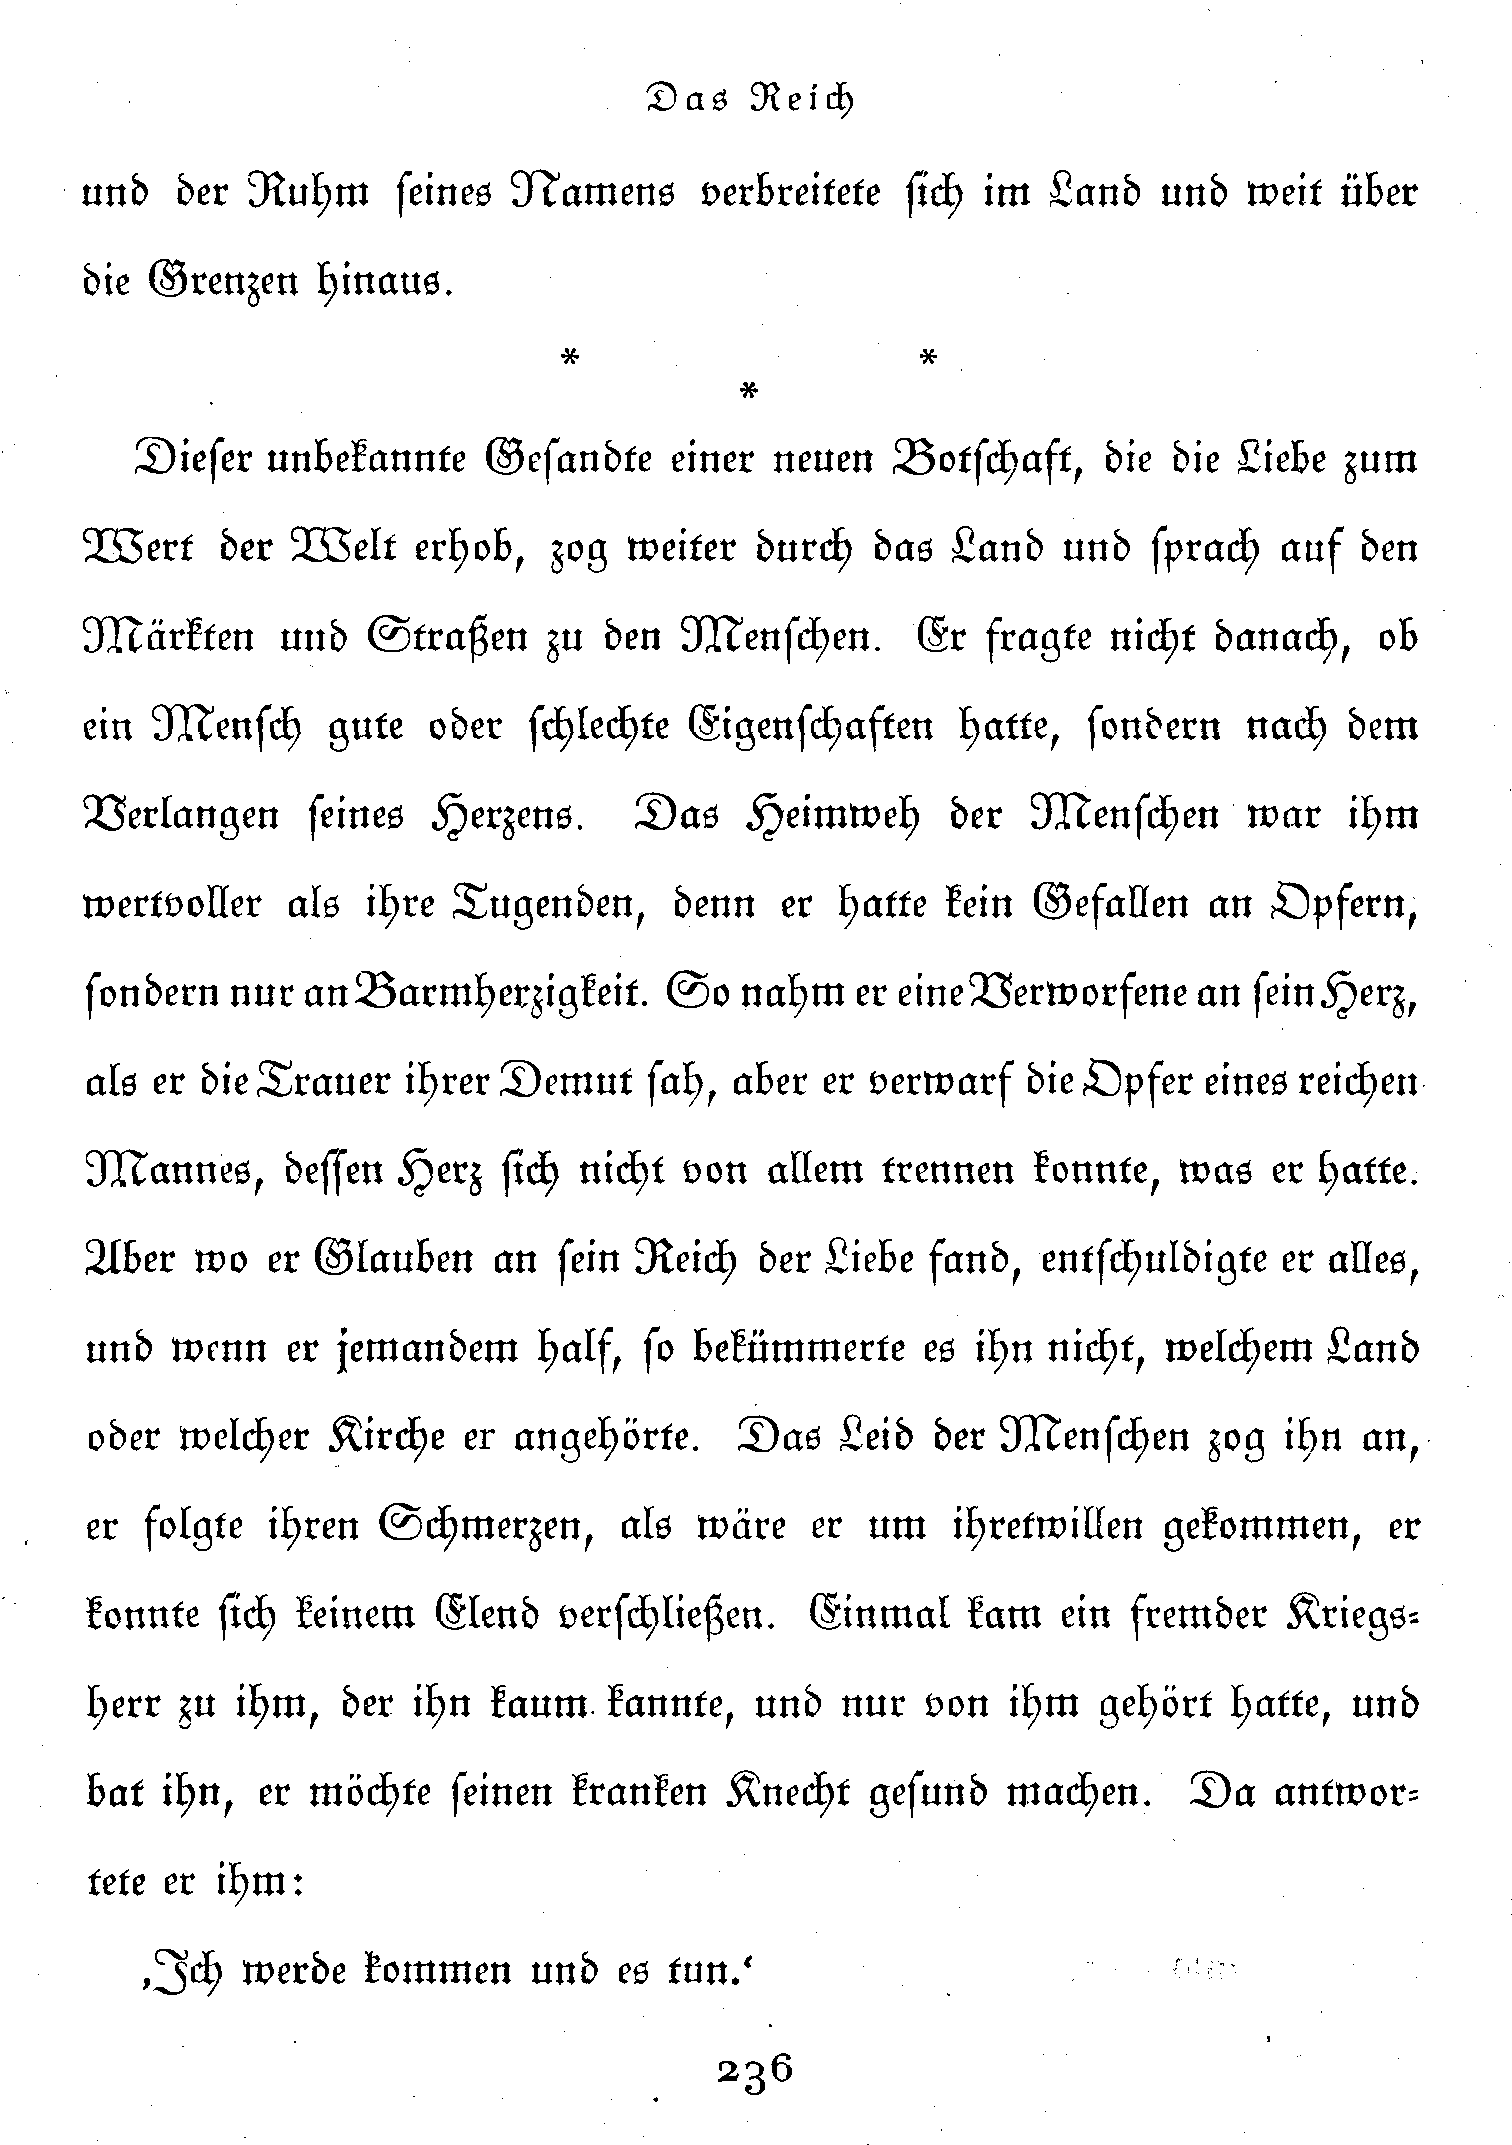 Das Reich
und der Ruhm seines Namens verbreitete sich im Land und weit über
die Grenzen hinaus.
* *
*
Dieser unbekannte Gesandte einer neuen Botschaft, die die Liebe zum
Wert der Welt erhob, zog weiter durch das Land und sprach auf den
Märkten und Straßen zu den Menschen. Er fragte nicht danach, ob
ein Mensch gute oder schlechte Eigenschaften hatte, sondern nach dem
Verlangen seines Herzens. Das Heimweh der Menschen war ihm
wertvoller als ihre Tugenden, denn er hatte kein Gefallen an Opfern,
sondern nur an Barmherzigkeit. So nahm er eine Verworfene an sein Herz,
als er die Trauer ihrer Demut sah, aber er verwarf die Opfer eines reichen
Mannes, dessen Herz sich nicht von allem trennen konnte, was er hatte.
Aber wo er Glauben an sein Reich der Liebe fand, entschuldigte er alles,
und wenn er jemandem half, so bekümmerte es ihn nicht, welchem Land
oder welcher Kirche er angehörte. Das Leid der Menschen zog ihn an,
er folgte ihren Schmerzen, als wäre er um ihretwillen gekommen, er
konnte sich keinem Elend verschließen. Einmal kam ein fremder Kriegs-
herr zu ihm, der ihn kaum kannte, und nur von ihm gehört hatte, und
bat ihn, er möchte seinen kranken Knecht gesund machen. Da antwor-
tete er ihm:
‚Ich werde kommen und es tun.‘
236